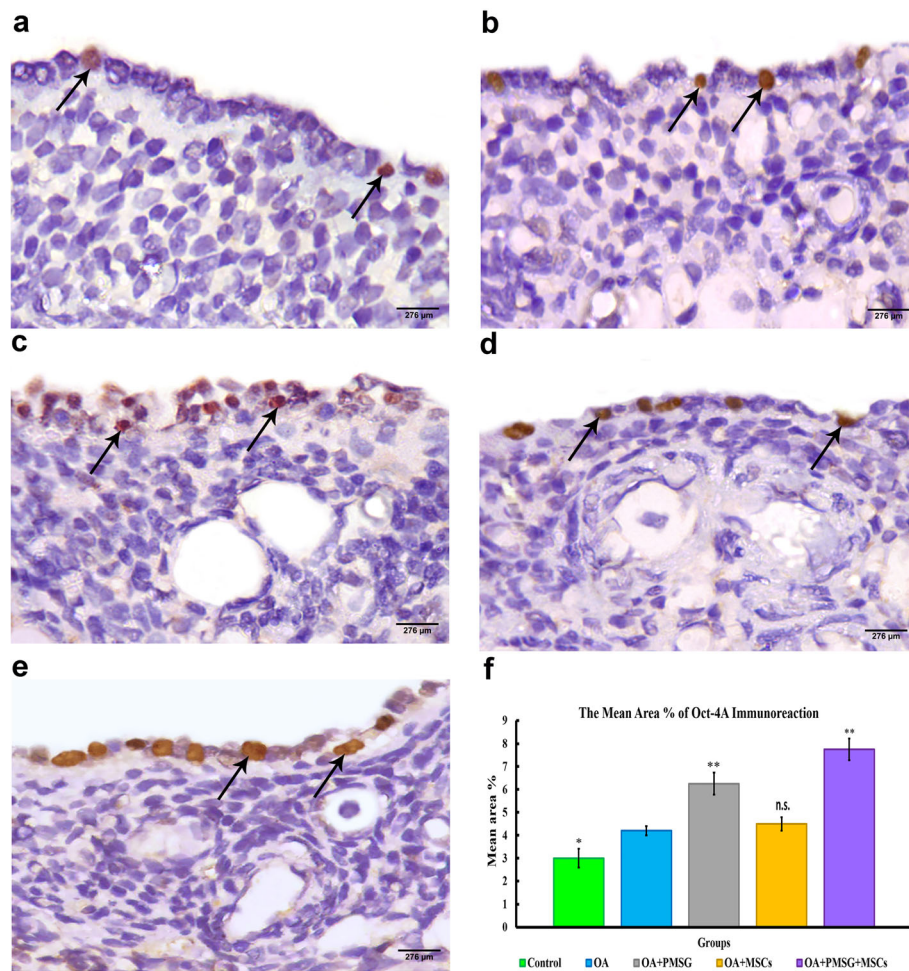 a
b
276 µm
276 µm
c
d
276 µm
276 µm
e
f
276 µm
The Mean Area % of Oct-4A Immunoreaction
Mean area %
9
8
7
6
5
4
3
2
1
0
*
**
n.s.
**
Groups
Control OA OA+PMSG OA+MSCs OA+PMSG+MSCs